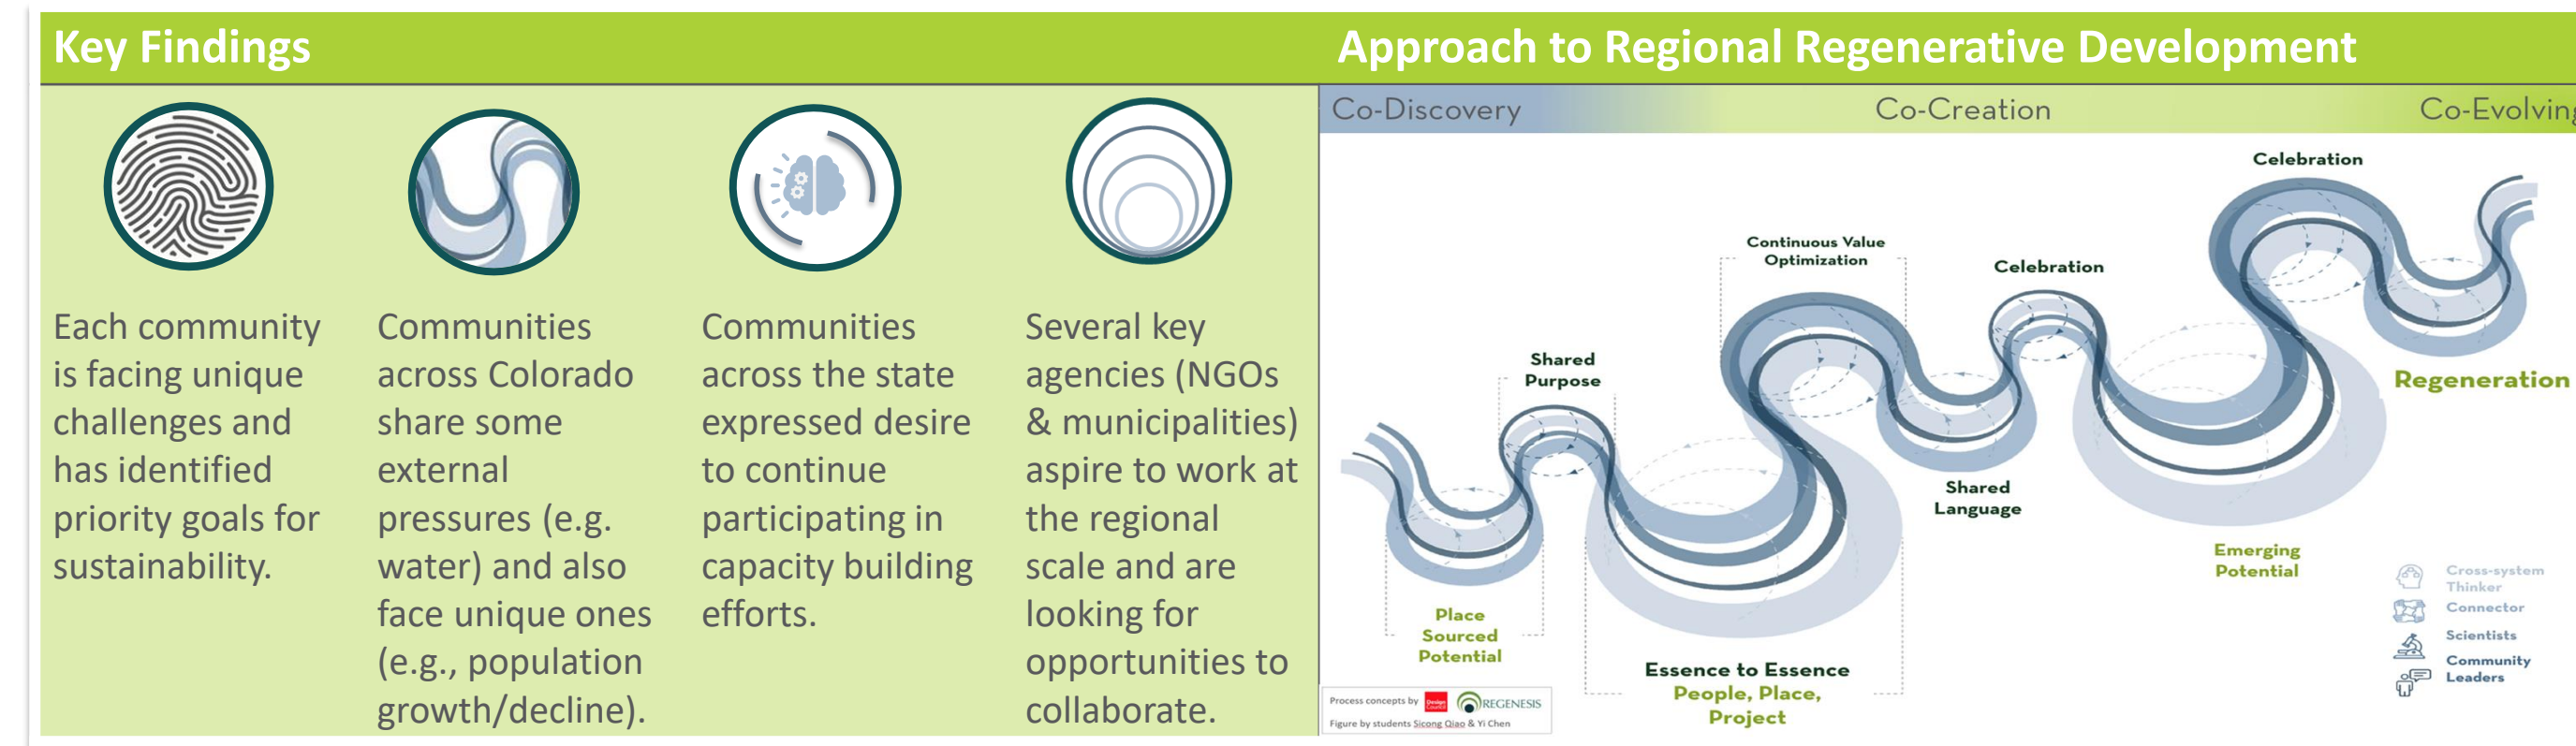 Key Findings
Each community
is facing unique
challenges and
has identified
priority goals for
sustainability.
Communities
across Colorado
share some
external
pressures (e.g.
water) and also
face unique ones
(e.g., population
growth/decline).
Communities
across the state
expressed desire
to continue
participating in
capacity building
efforts.
Several key
agencies (NGOs
& municipalities)
aspire to work at
the regional
scale and are
looking for
opportunities to
collaborate.
Approach to Regional Regenerative Development
Co-Discovery
Co-Creation
Co-Evolving
Place
Sourced
Potential
Shared
Purpose
Essence to Essence
People, Place,
Project
Continuous Value
Optimization
Shared
Language
Celebration
Emerging
Potential
Celebration
Regeneration
Cross-system
Thinker
Connector
Scientists
Community
Leaders
Process concepts by
Design
Council
REGENESIS
Figure by students Sicong Qiao & Yi Chen